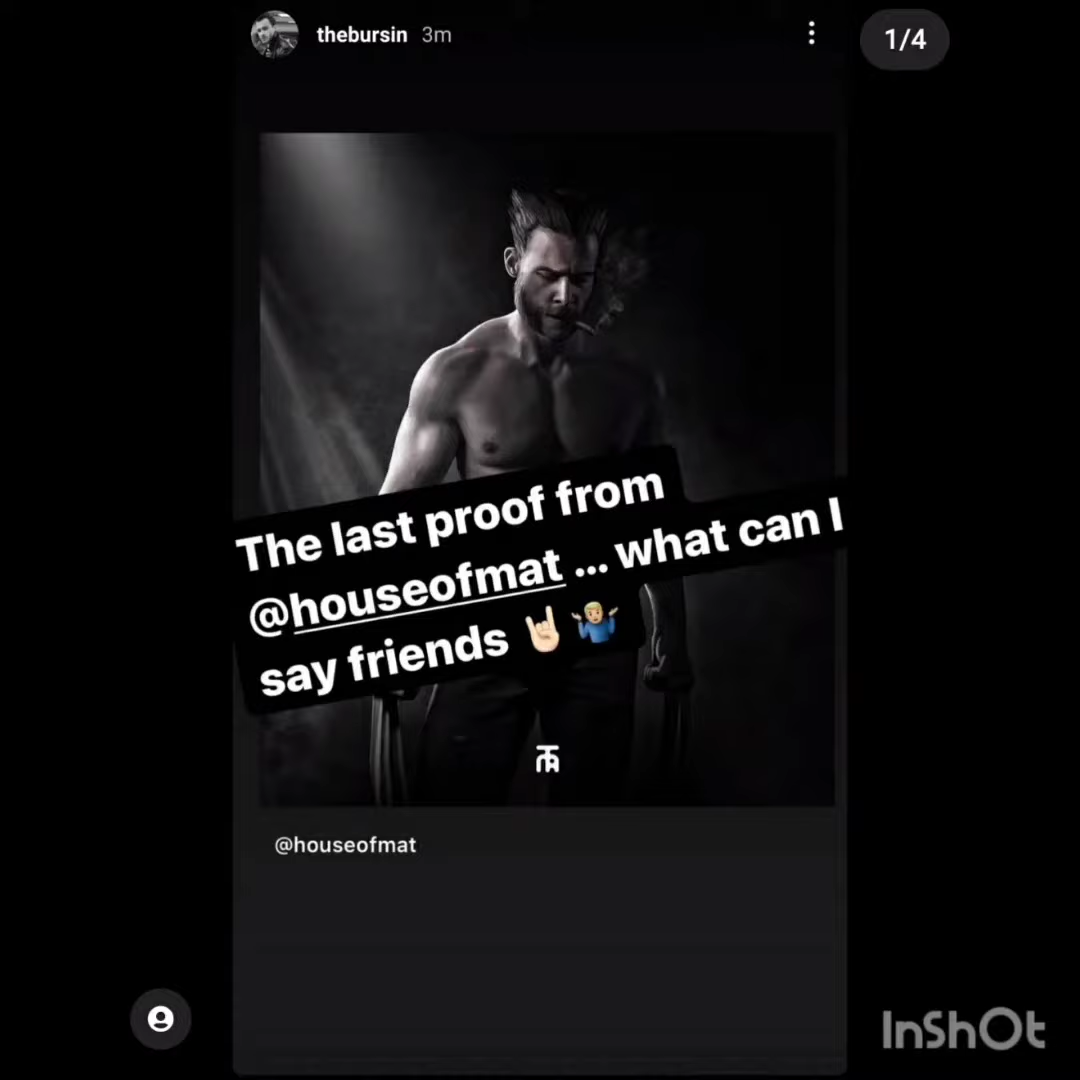 thebursin 3m
1/4
The last proof from
@houseofmat ... what can I
say friends 🤘🏻🤷🏼‍♂️
@houseofmat
InShOt